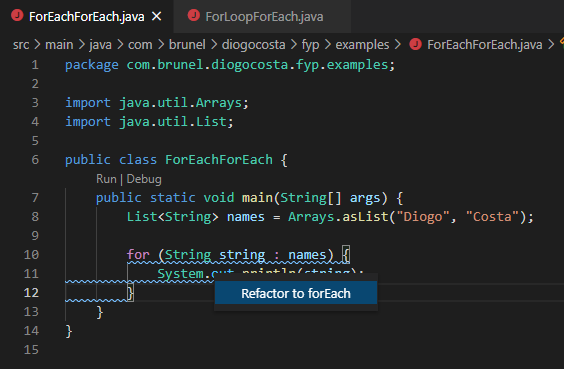 ForEachForEach.java
ForLoopForEach.java
src > main > java > com > brunel > diogocosta > fyp > examples > ForEachForEach.java >
1 package com.brunel.diogocosta.fyp.examples;
2
3 import java.util.Arrays;
4 import java.util.List;
5
6 public class ForEachForEach {
Run | Debug
7 public static void main(String[] args) {
8 List<String> names = Arrays.asList("Diogo", "Costa");
9
10 for (String string : names) {
11 System.out.println(string);
12 }
Refactor to forEach
13 }
14 }
15